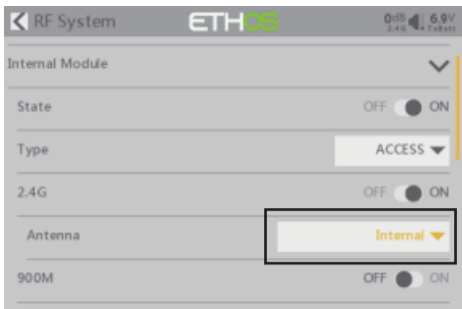 RF System ETHOS 0dB 2.4G 6.9V TxBatt
Internal Module
State OFF ON
Type ACCESS
2.4G OFF ON
Antenna Internal
900M OFF ON